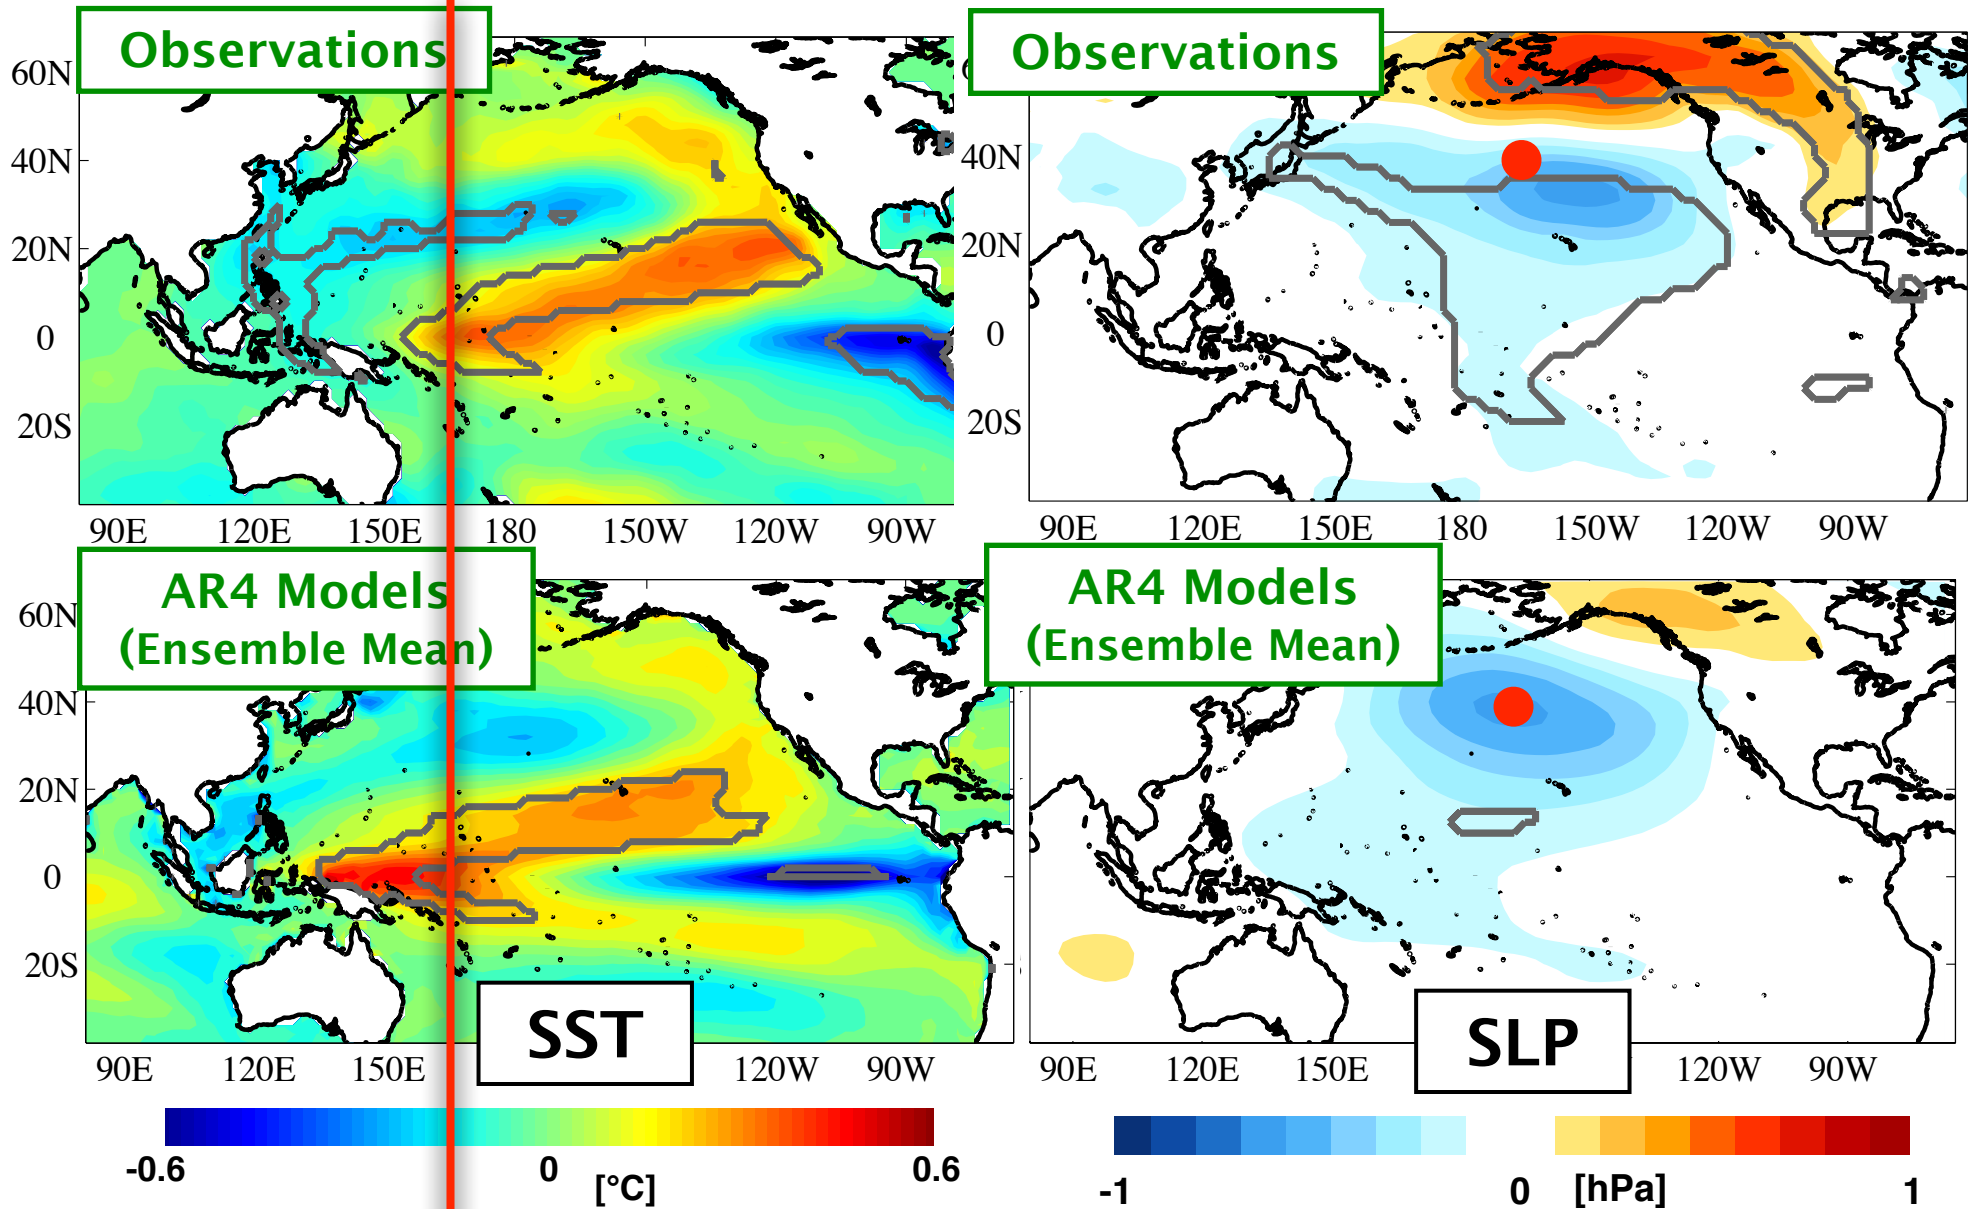 Observations
60N
40N
20N
0
20S
90E 120E 150E 180 150W 120W 90W
Observations
40N
20N
0
20S
90E 120E 150E 180 150W 120W 90W
AR4 Models
(Ensemble Mean)
60N
40N
20N
0
20S
90E 120E 150E 120W 90W
SST
AR4 Models
(Ensemble Mean)
90E 120E 150E 120W 90W
SLP
-0.6 0 0.6
[°C]
-1 0 [hPa] 1